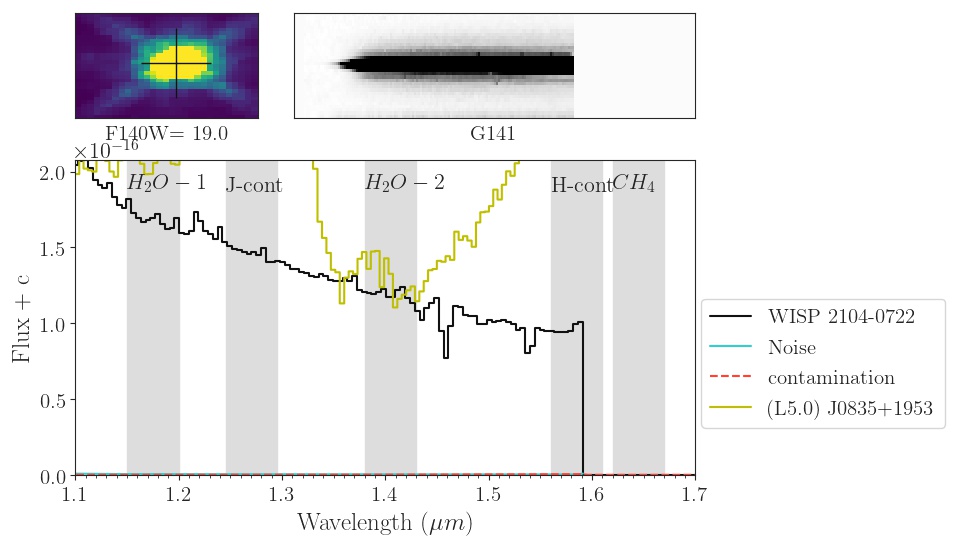 F140W= 19.0
G141
×10−16
H2O − 1
J-cont
H2O − 2
H-cont
CH4
2.0
1.5
1.0
0.5
0.0
Flux + c
1.1
1.2
1.3
1.4
1.5
1.6
1.7
Wavelength (μm)
WISP 2104-0722
Noise
contamination
(L5.0) J0835+1953